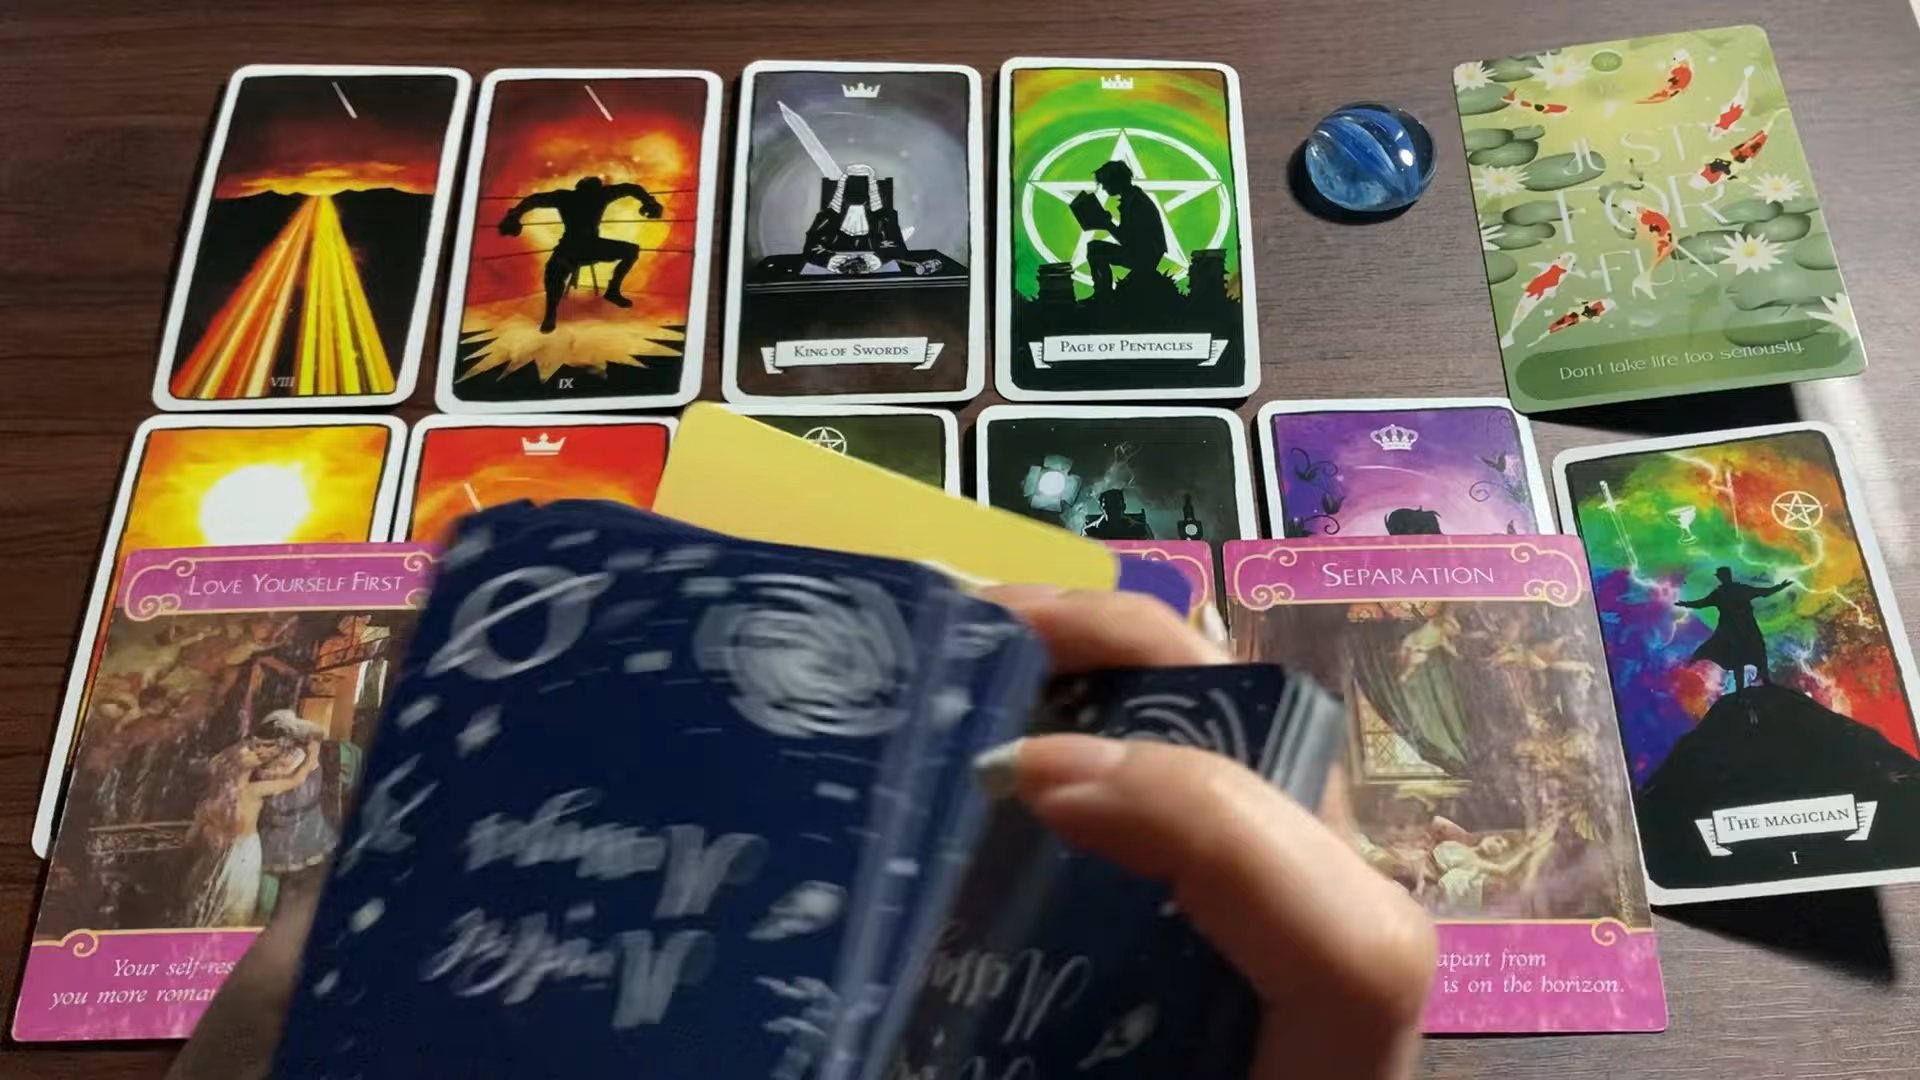 JUST
FOR
FUN
Don't take life too seriously.
VIII
IX
KING OF SWORDS
PAGE OF PENTACLES
LOVE YOURSELF FIRST
SEPARATION
THE MAGICIAN
I
Your self-res
you more roman
apart from
is on the horizon.